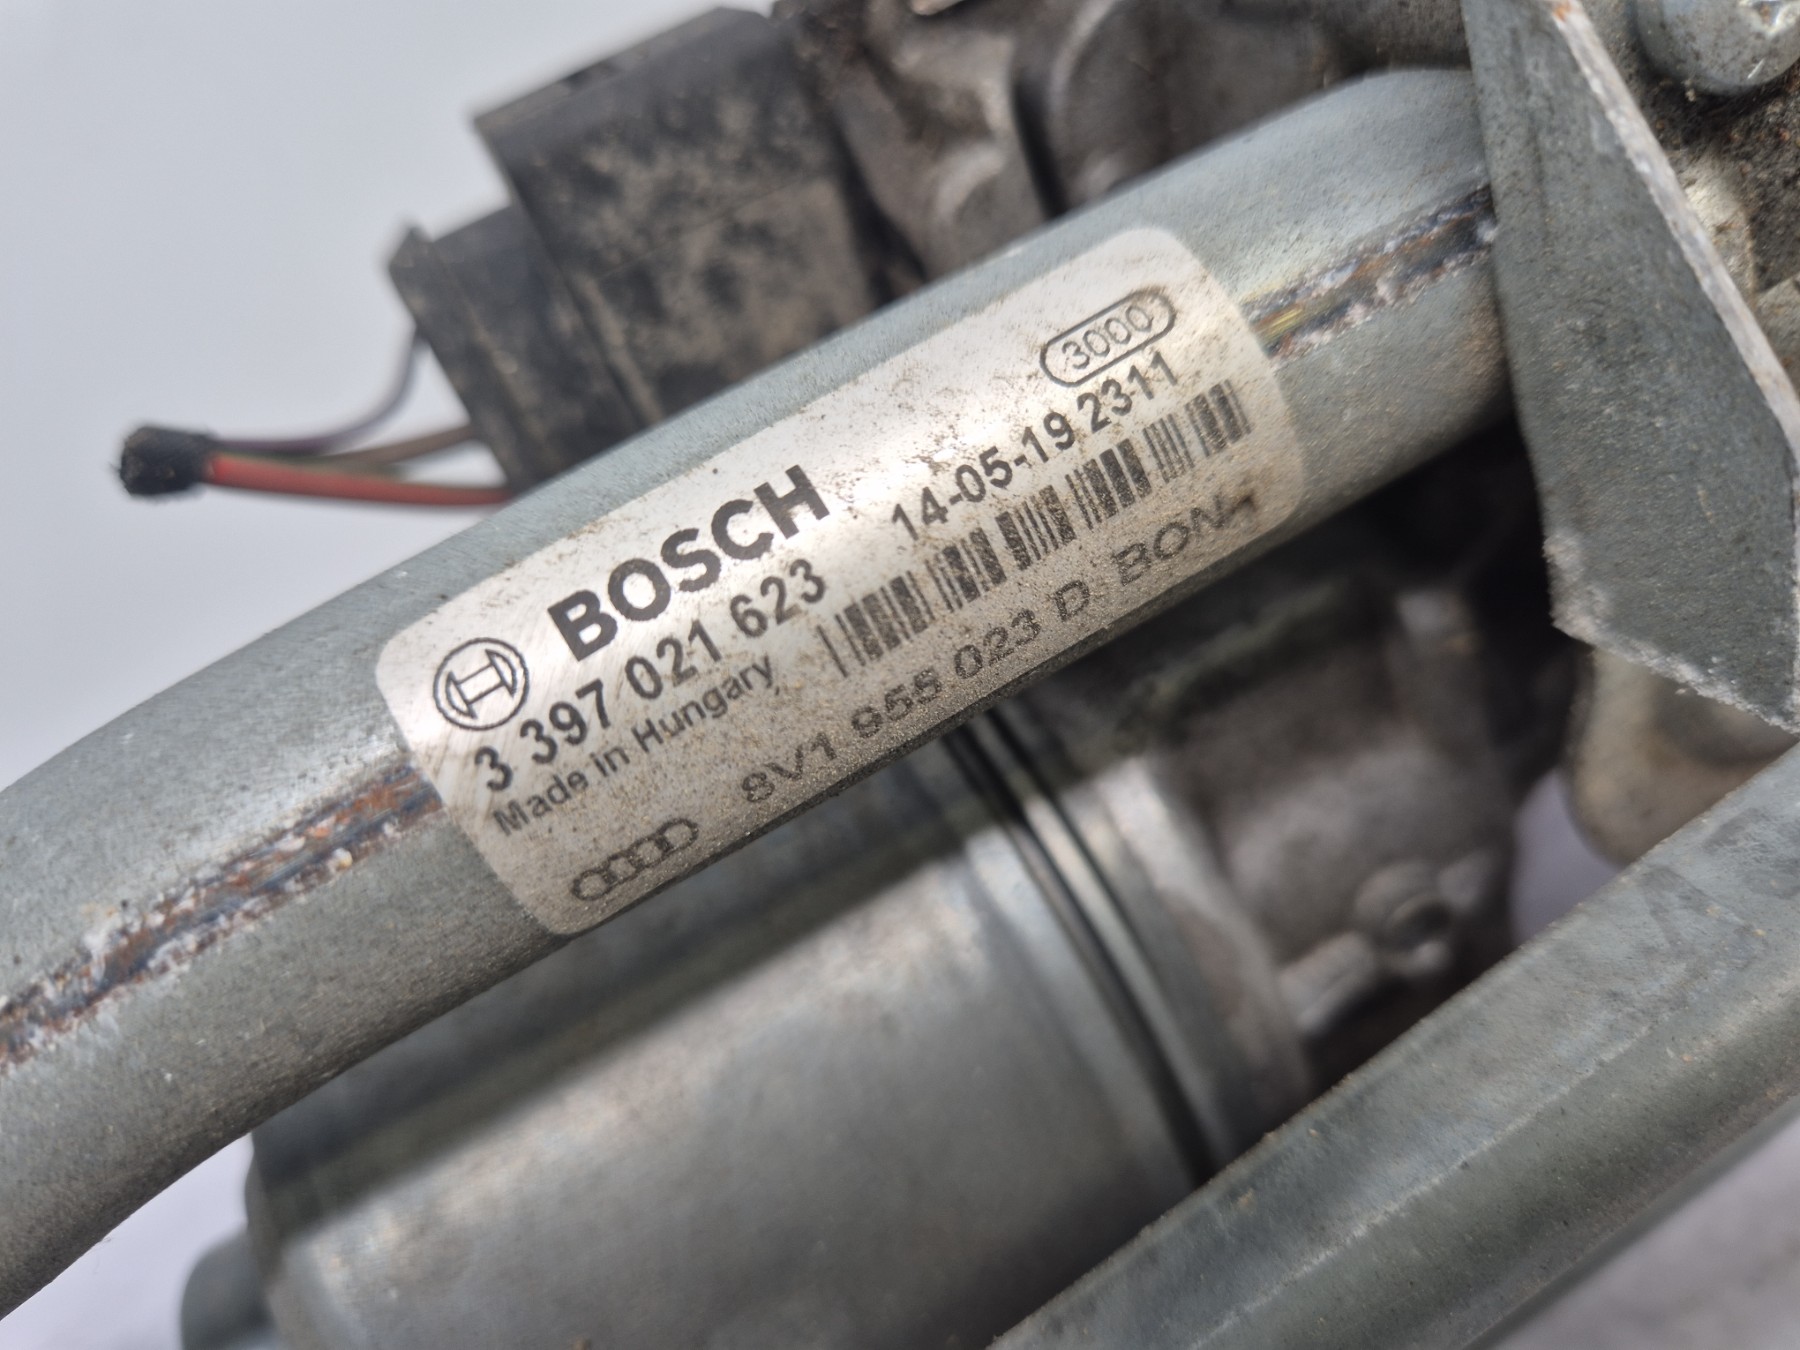 3000
BOSCH 14-05-19 2311
3 397 021 623
Made in Hungary
8V1 955 023 D